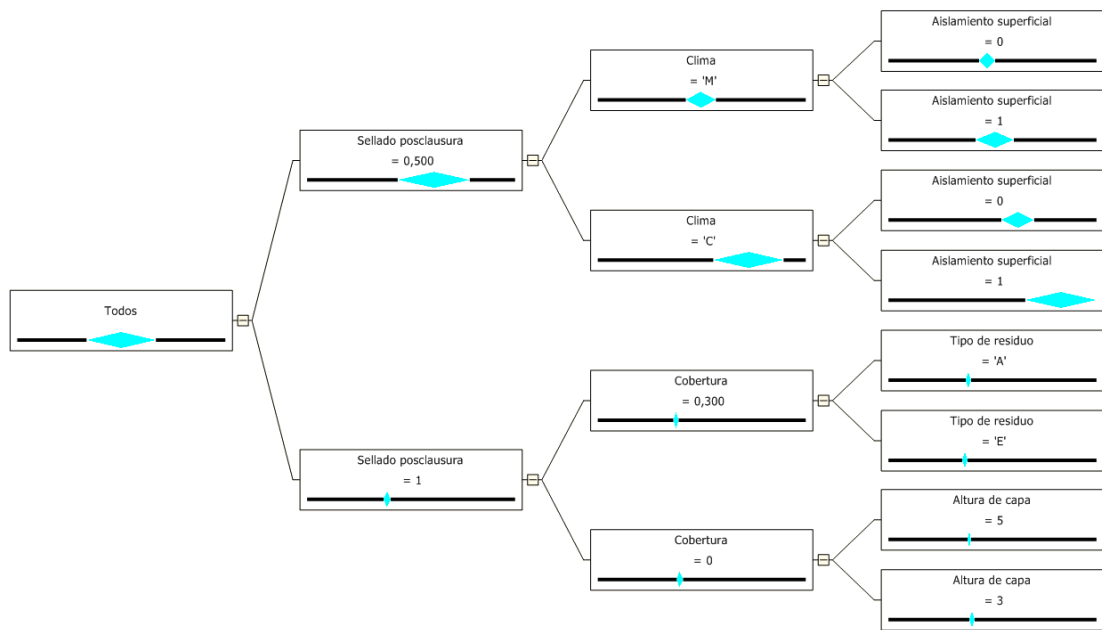 Todos
Sellado posclausura
= 0,500
Clima
= 'M'
Aislamiento superficial
= 0
Aislamiento superficial
= 1
Clima
= 'C'
Aislamiento superficial
= 0
Aislamiento superficial
= 1
Sellado posclausura
= 1
Cobertura
= 0,300
Tipo de residuo
= 'A'
Tipo de residuo
= 'E'
Cobertura
= 0
Altura de capa
= 5
Altura de capa
= 3